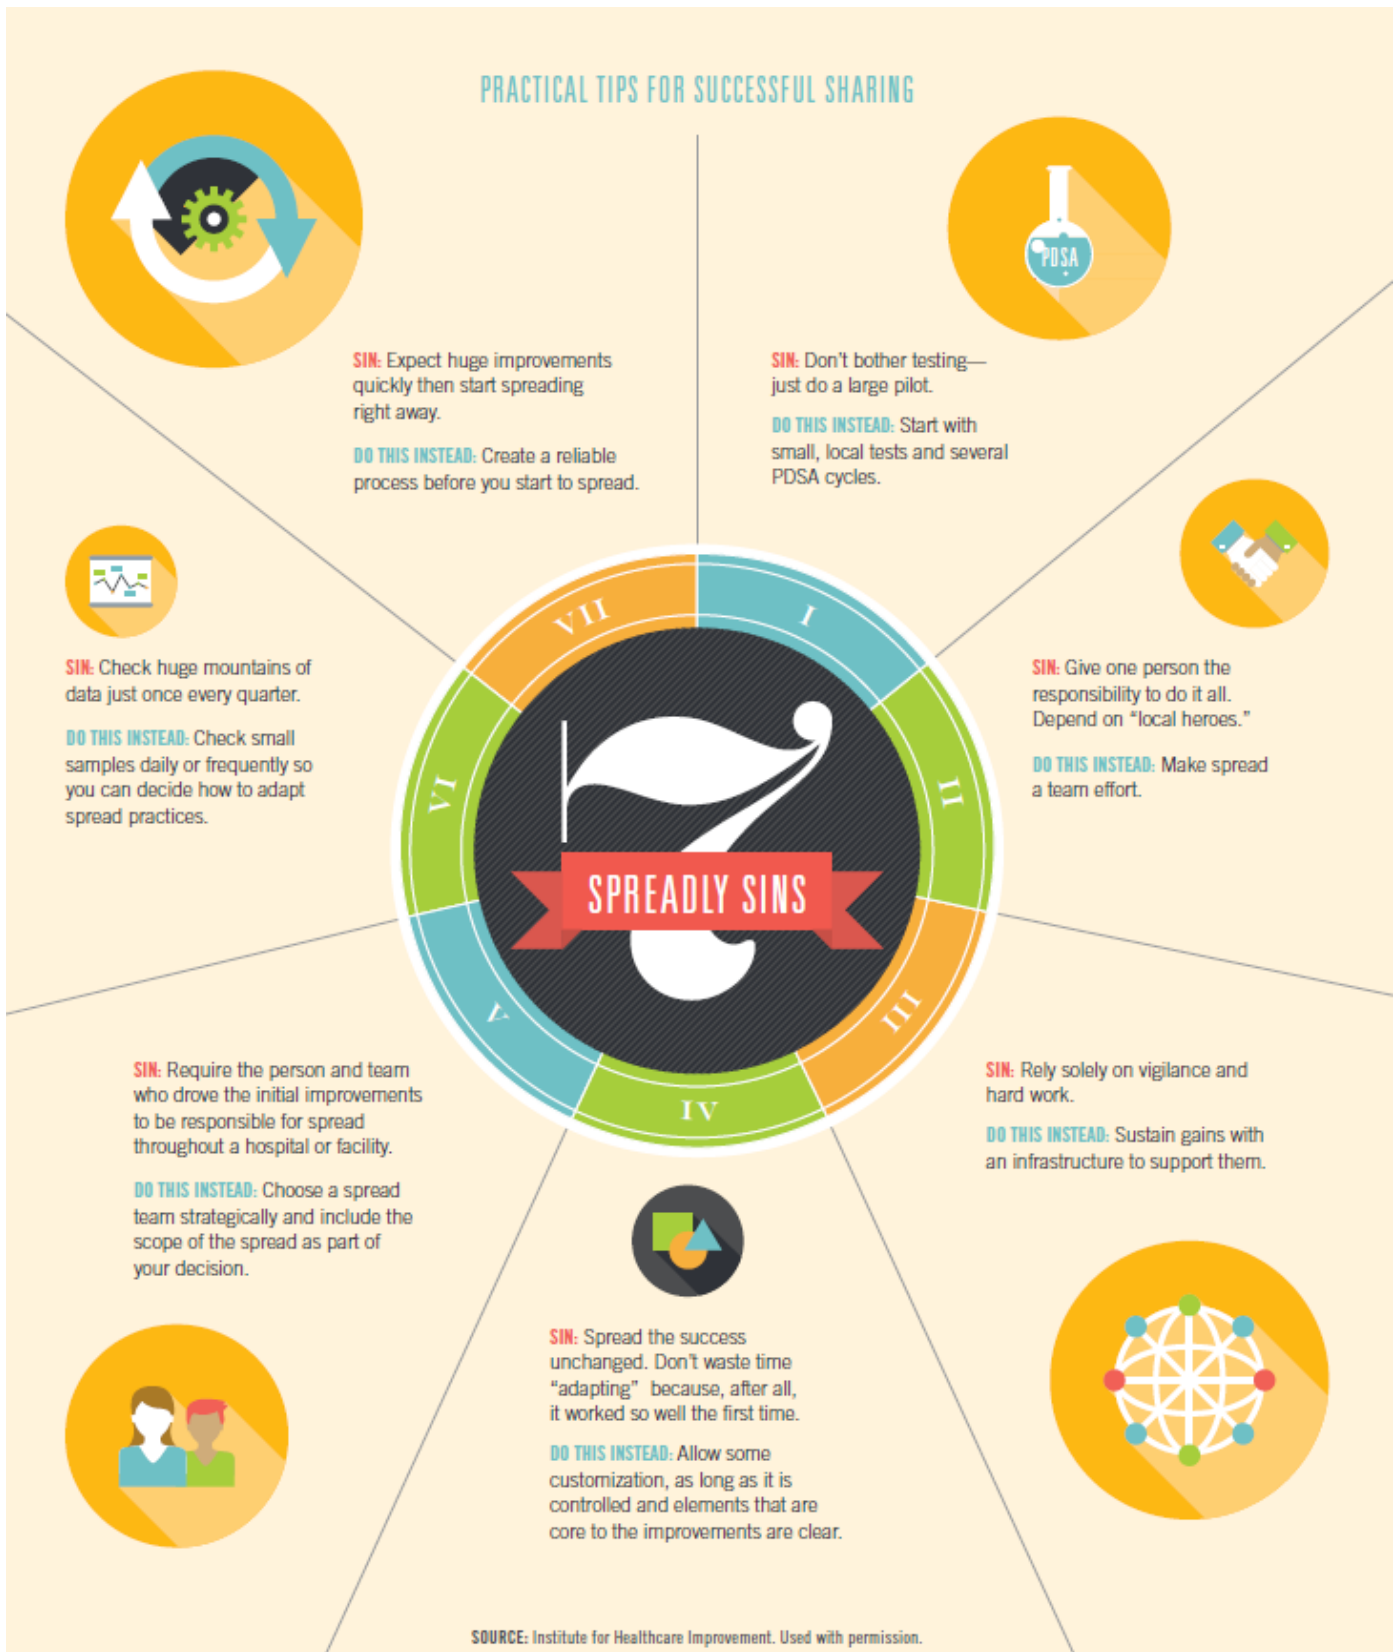 PRACTICAL TIPS FOR SUCCESSFUL SHARING
PDSA
SIN: Don't bother testing—
just do a large pilot.
DO THIS INSTEAD: Start with
small, local tests and several
PDSA cycles.
SIN: Give one person the
responsibility to do it all.
Depend on “local heroes.”
DO THIS INSTEAD: Make spread
a team effort.
SIN: Rely solely on vigilance and
hard work.
DO THIS INSTEAD: Sustain gains with
an infrastructure to support them.
SIN: Spread the success
unchanged. Don't waste time
“adapting” because, after all,
it worked so well the first time.
DO THIS INSTEAD: Allow some
customization, as long as it is
controlled and elements that are
core to the improvements are clear.
SIN: Require the person and team
who drove the initial improvements
to be responsible for spread
throughout a hospital or facility.
DO THIS INSTEAD: Choose a spread
team strategically and include the
scope of the spread as part of
your decision.
SIN: Check huge mountains of
data just once every quarter.
DO THIS INSTEAD: Check small
samples daily or frequently so
you can decide how to adapt
spread practices.
SIN: Expect huge improvements
quickly then start spreading
right away.
DO THIS INSTEAD: Create a reliable
process before you start to spread.
I
II
III
IV
V
VI
VII
7
SPREADLY SINS
SOURCE: Institute for Healthcare Improvement. Used with permission.